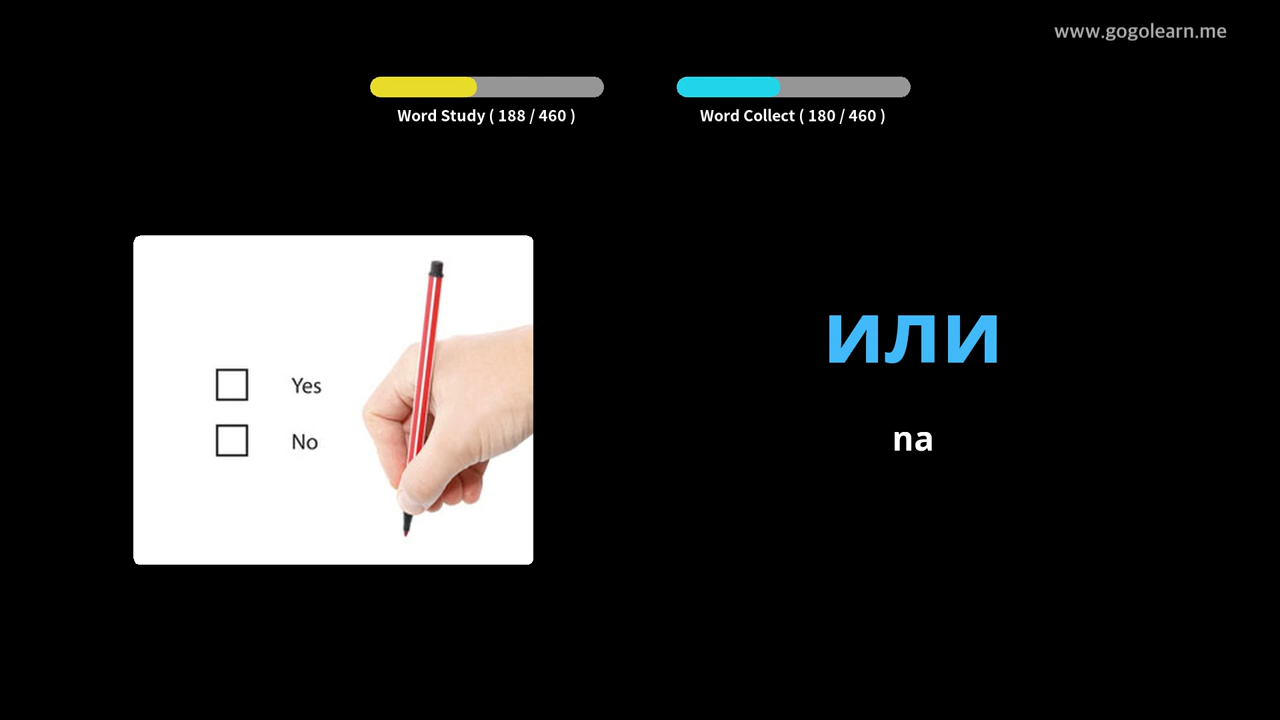 www.gogolearn.me
Word Study ( 188 / 460 )
Word Collect ( 180 / 460 )
Yes
No
или
na